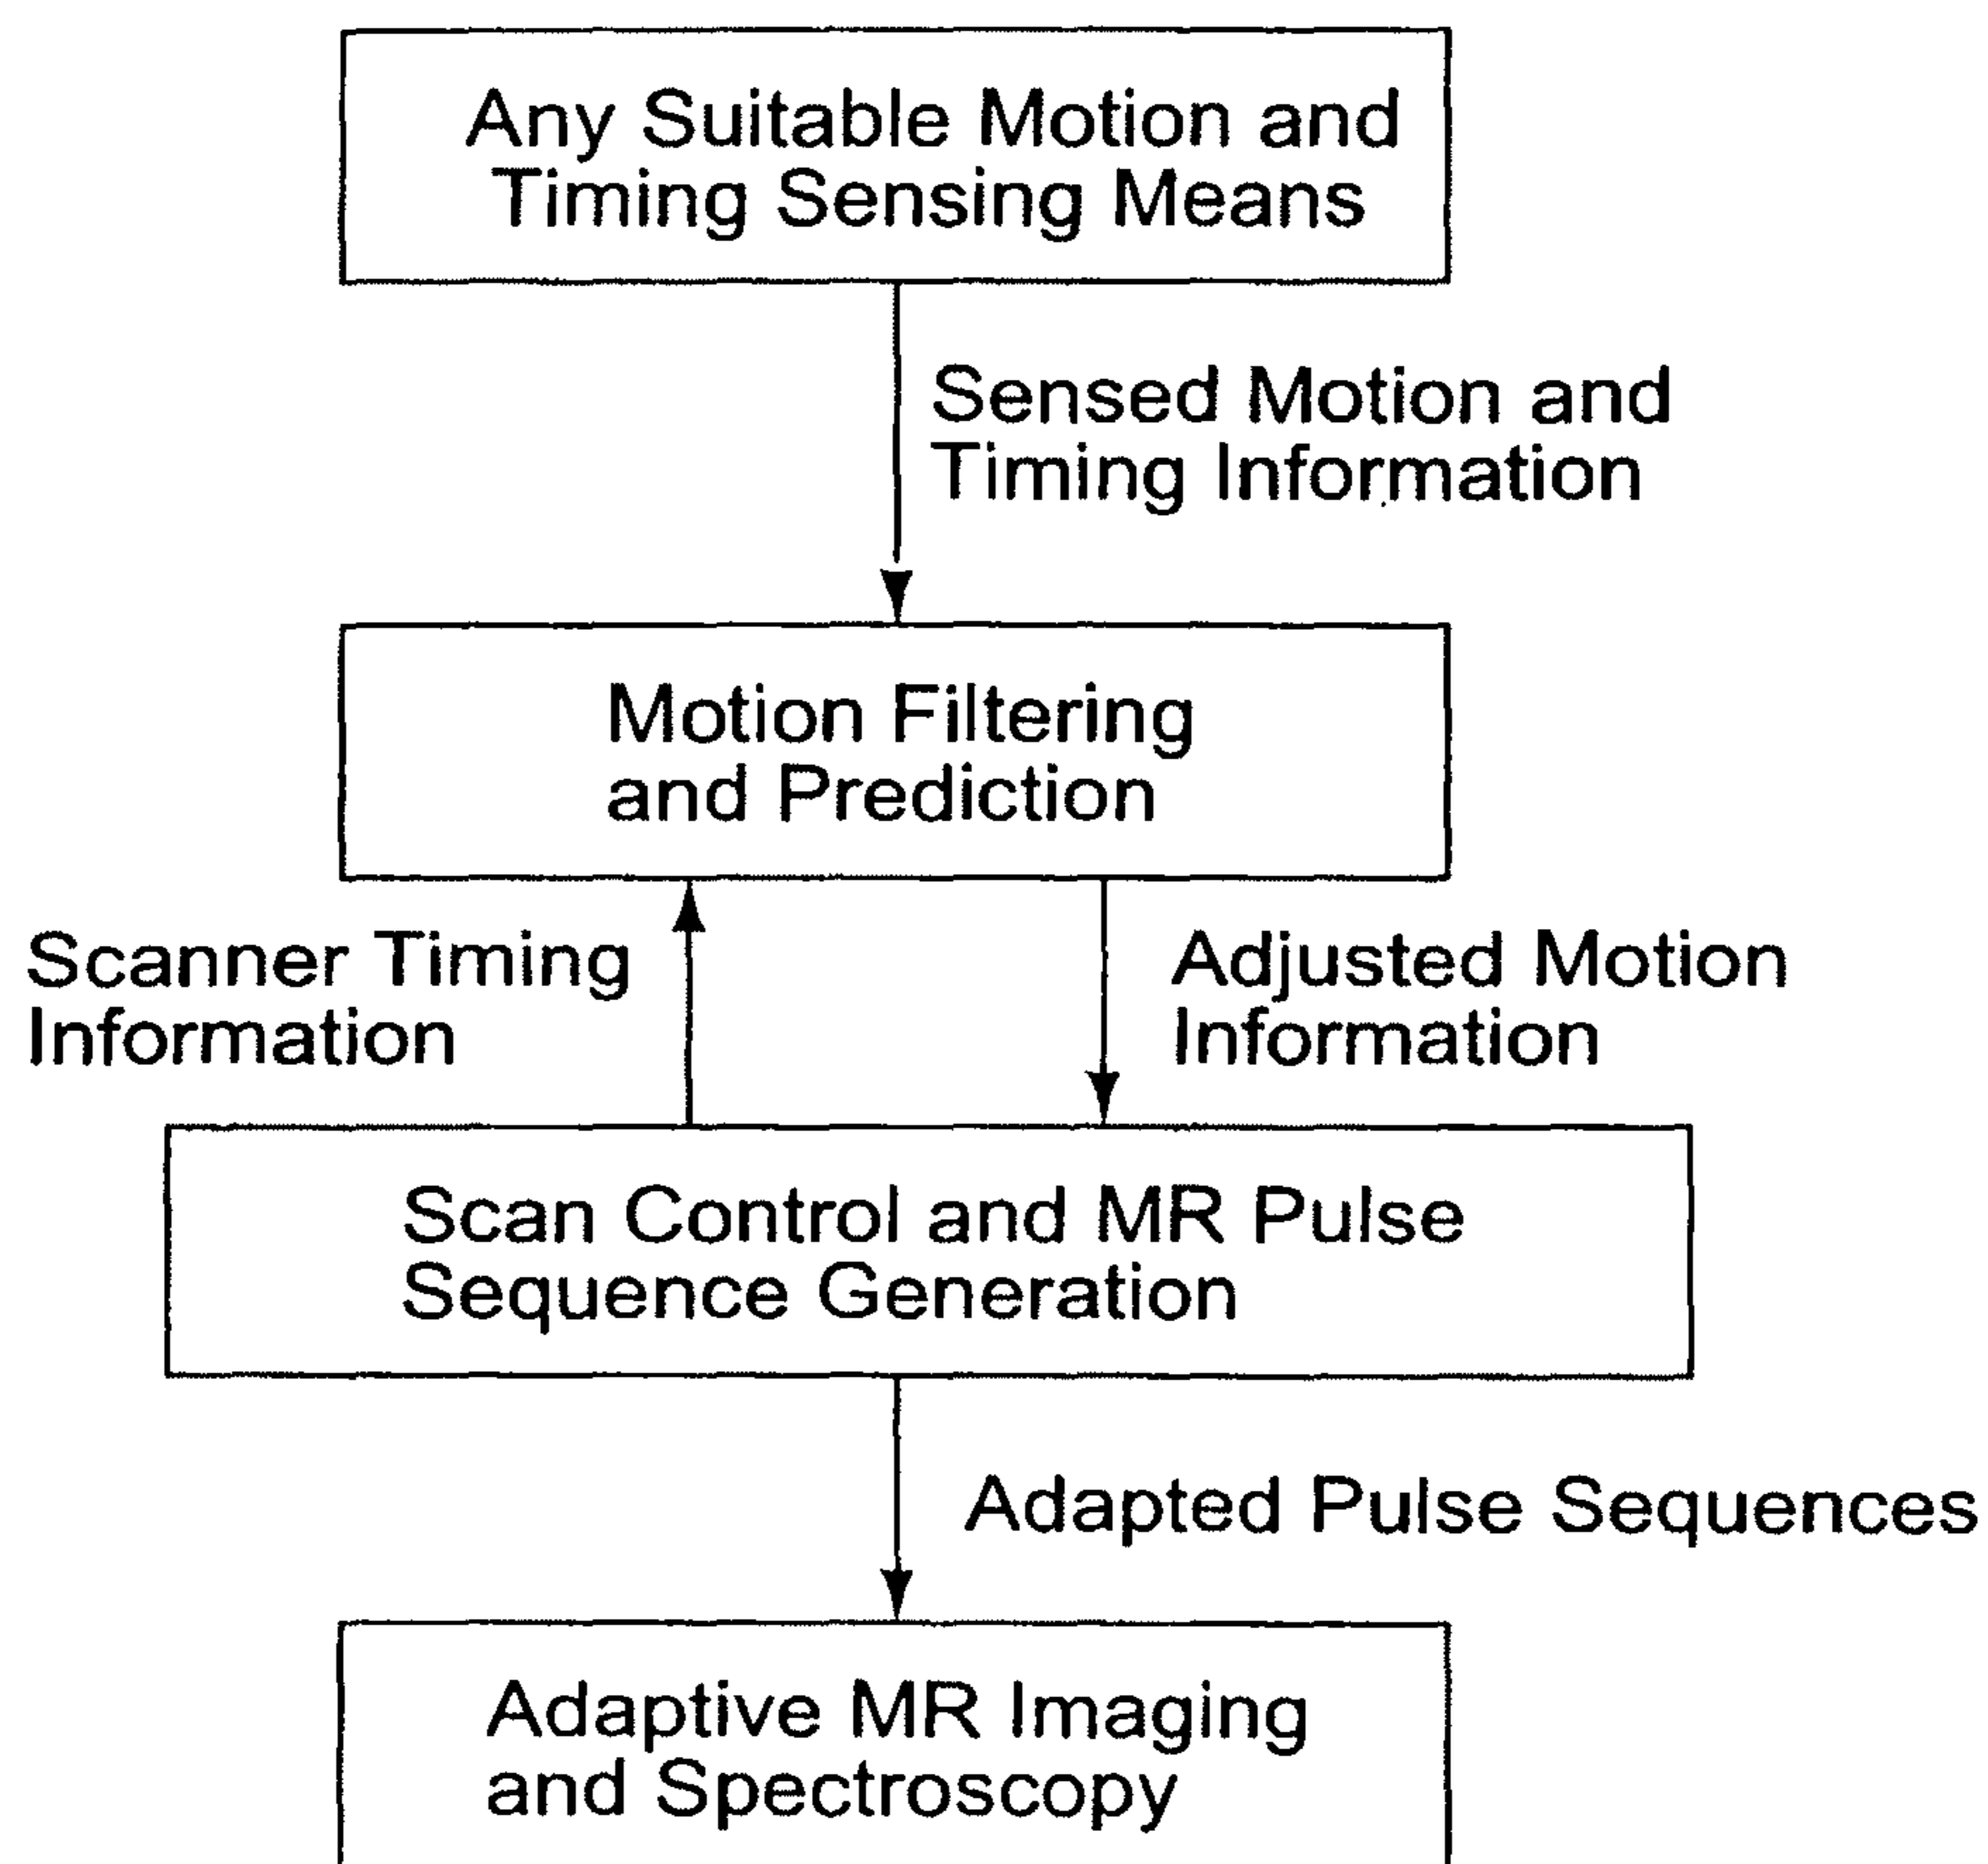 Any Suitable Motion and
Timing Sensing Means
Sensed Motion and
Timing Information
Motion Filtering
and Prediction
Scanner Timing
Information
Adjusted Motion
Information
Scan Control and MR Pulse
Sequence Generation
Adapted Pulse Sequences
Adaptive MR Imaging
and Spectroscopy